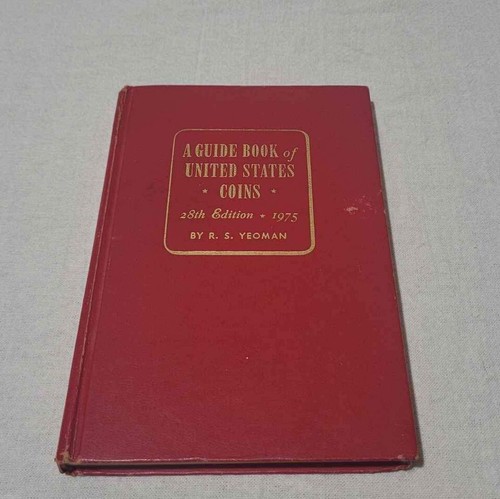 A GUIDE BOOK of
UNITED STATES
* COINS *
28th Edition * 1975
BY R. S. YEOMAN